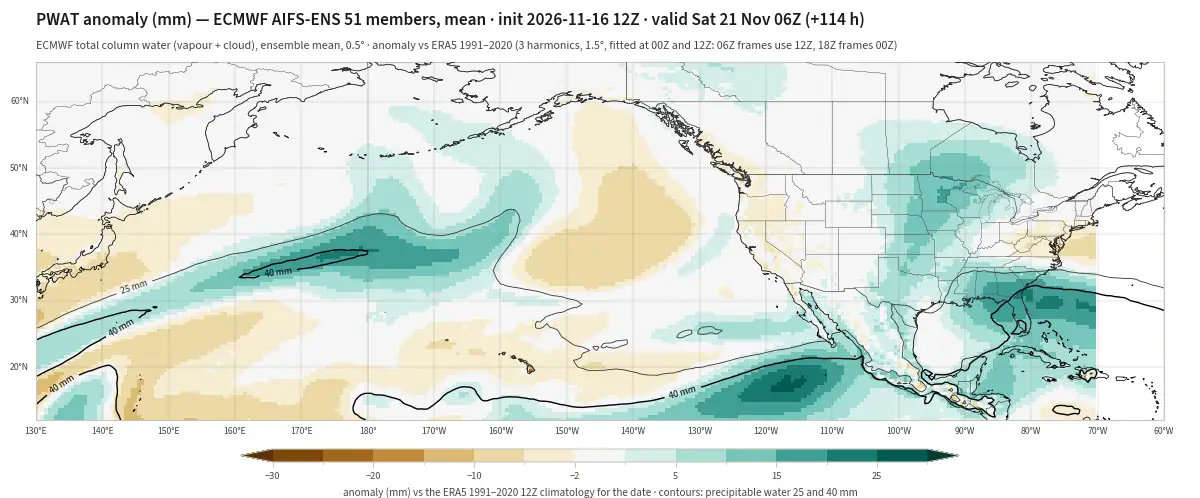 PWAT anomaly (mm) — ECMWF AIFS-ENS 51 members, mean · init 2026-11-16 12Z · valid Sat 21 Nov 06Z (+114 h)
ECMWF total column water (vapour + cloud), ensemble mean, 0.5° · anomaly vs ERA5 1991–2020 (3 harmonics, 1.5°, fitted at 00Z and 12Z: 06Z frames use 12Z, 18Z frames 00Z)
60°N
50°N
40°N
30°N
20°N
40 mm
25 mm
40 mm
40 mm
40 mm
130°E 140°E 150°E 160°E 170°E 180° 170°W 160°W 150°W 140°W 130°W 120°W 110°W 100°W 90°W 80°W 70°W 60°W
−30 −20 −10 −2 5 15 25
anomaly (mm) vs the ERA5 1991–2020 12Z climatology for the date · contours: precipitable water 25 and 40 mm